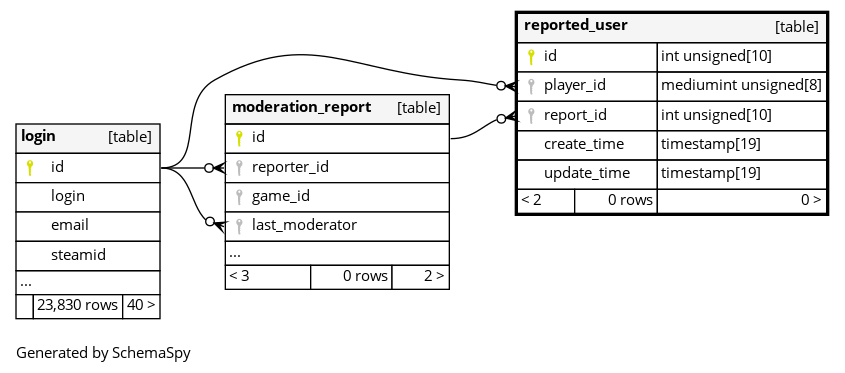 login [table]
id
login
email
steamid
...
23,830 rows 40 >
moderation_report [table]
id
reporter_id
game_id
last_moderator
...
< 3 0 rows 2 >
reported_user [table]
id int unsigned[10]
player_id mediumint unsigned[8]
report_id int unsigned[10]
create_time timestamp[19]
update_time timestamp[19]
< 2 0 rows 0 >
Generated by SchemaSpy